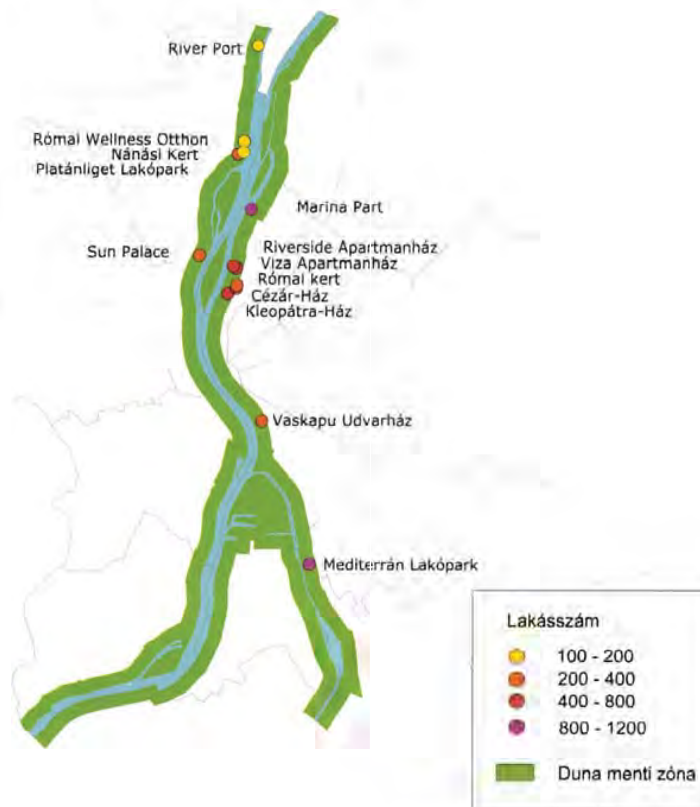 River Port
Római Wellness Otthon
Nánási Kert
Platánliget Lakópark
Marina Part
Sun Palace
Riverside Apartmanház
Viza Apartmanház
Római kert
Cézár-Ház
Kleopátra-Ház
Vaskapu Udvarház
Mediterrán Lakópark
Lakásszám
100 - 200
200 - 400
400 - 800
800 - 1200
Duna menti zóna